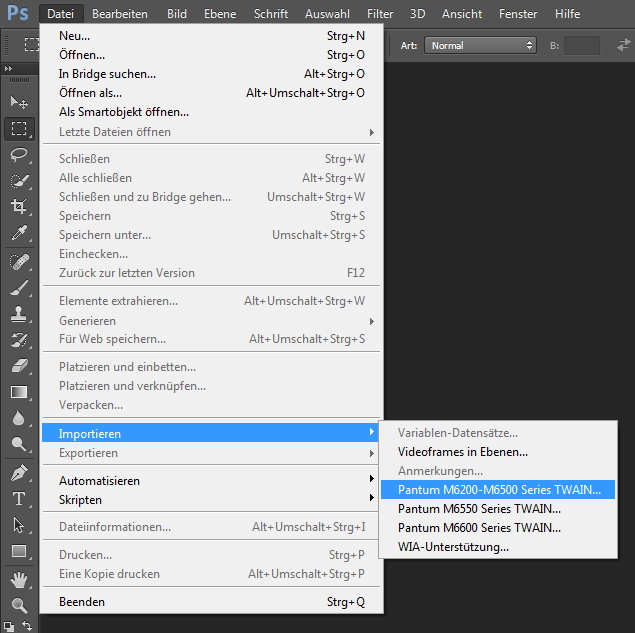 Ps Datei Bearbeiten Bild Ebene Schrift Auswahl Filter 3D Ansicht Fenster Hilfe
Art: Normal B:
Neu... Strg+N
Öffnen... Strg+O
In Bridge suchen... Alt+Strg+O
Öffnen als... Alt+Umschalt+Strg+O
Als Smartobjekt öffnen...
Letzte Dateien öffnen
Schließen Strg+W
Alle schließen Alt+Strg+W
Schließen und zu Bridge gehen... Umschalt+Strg+W
Speichern Strg+S
Speichern unter... Umschalt+Strg+S
Einchecken...
Zurück zur letzten Version F12
Elemente extrahieren... Alt+Umschalt+Strg+W
Generieren
Für Web speichern... Alt+Umschalt+Strg+S
Platzieren und einbetten...
Platzieren und verknüpfen...
Verpacken...
Importieren
Exportieren
Automatisieren
Skripten
Dateiinformationen... Alt+Umschalt+Strg+I
Drucken... Strg+P
Eine Kopie drucken Alt+Umschalt+Strg+P
Beenden Strg+Q
Variablen-Datensätze...
Videoframes in Ebenen...
Anmerkungen...
Pantum M6200-M6500 Series TWAIN...
Pantum M6550 Series TWAIN...
Pantum M6600 Series TWAIN...
WIA-Unterstützung...